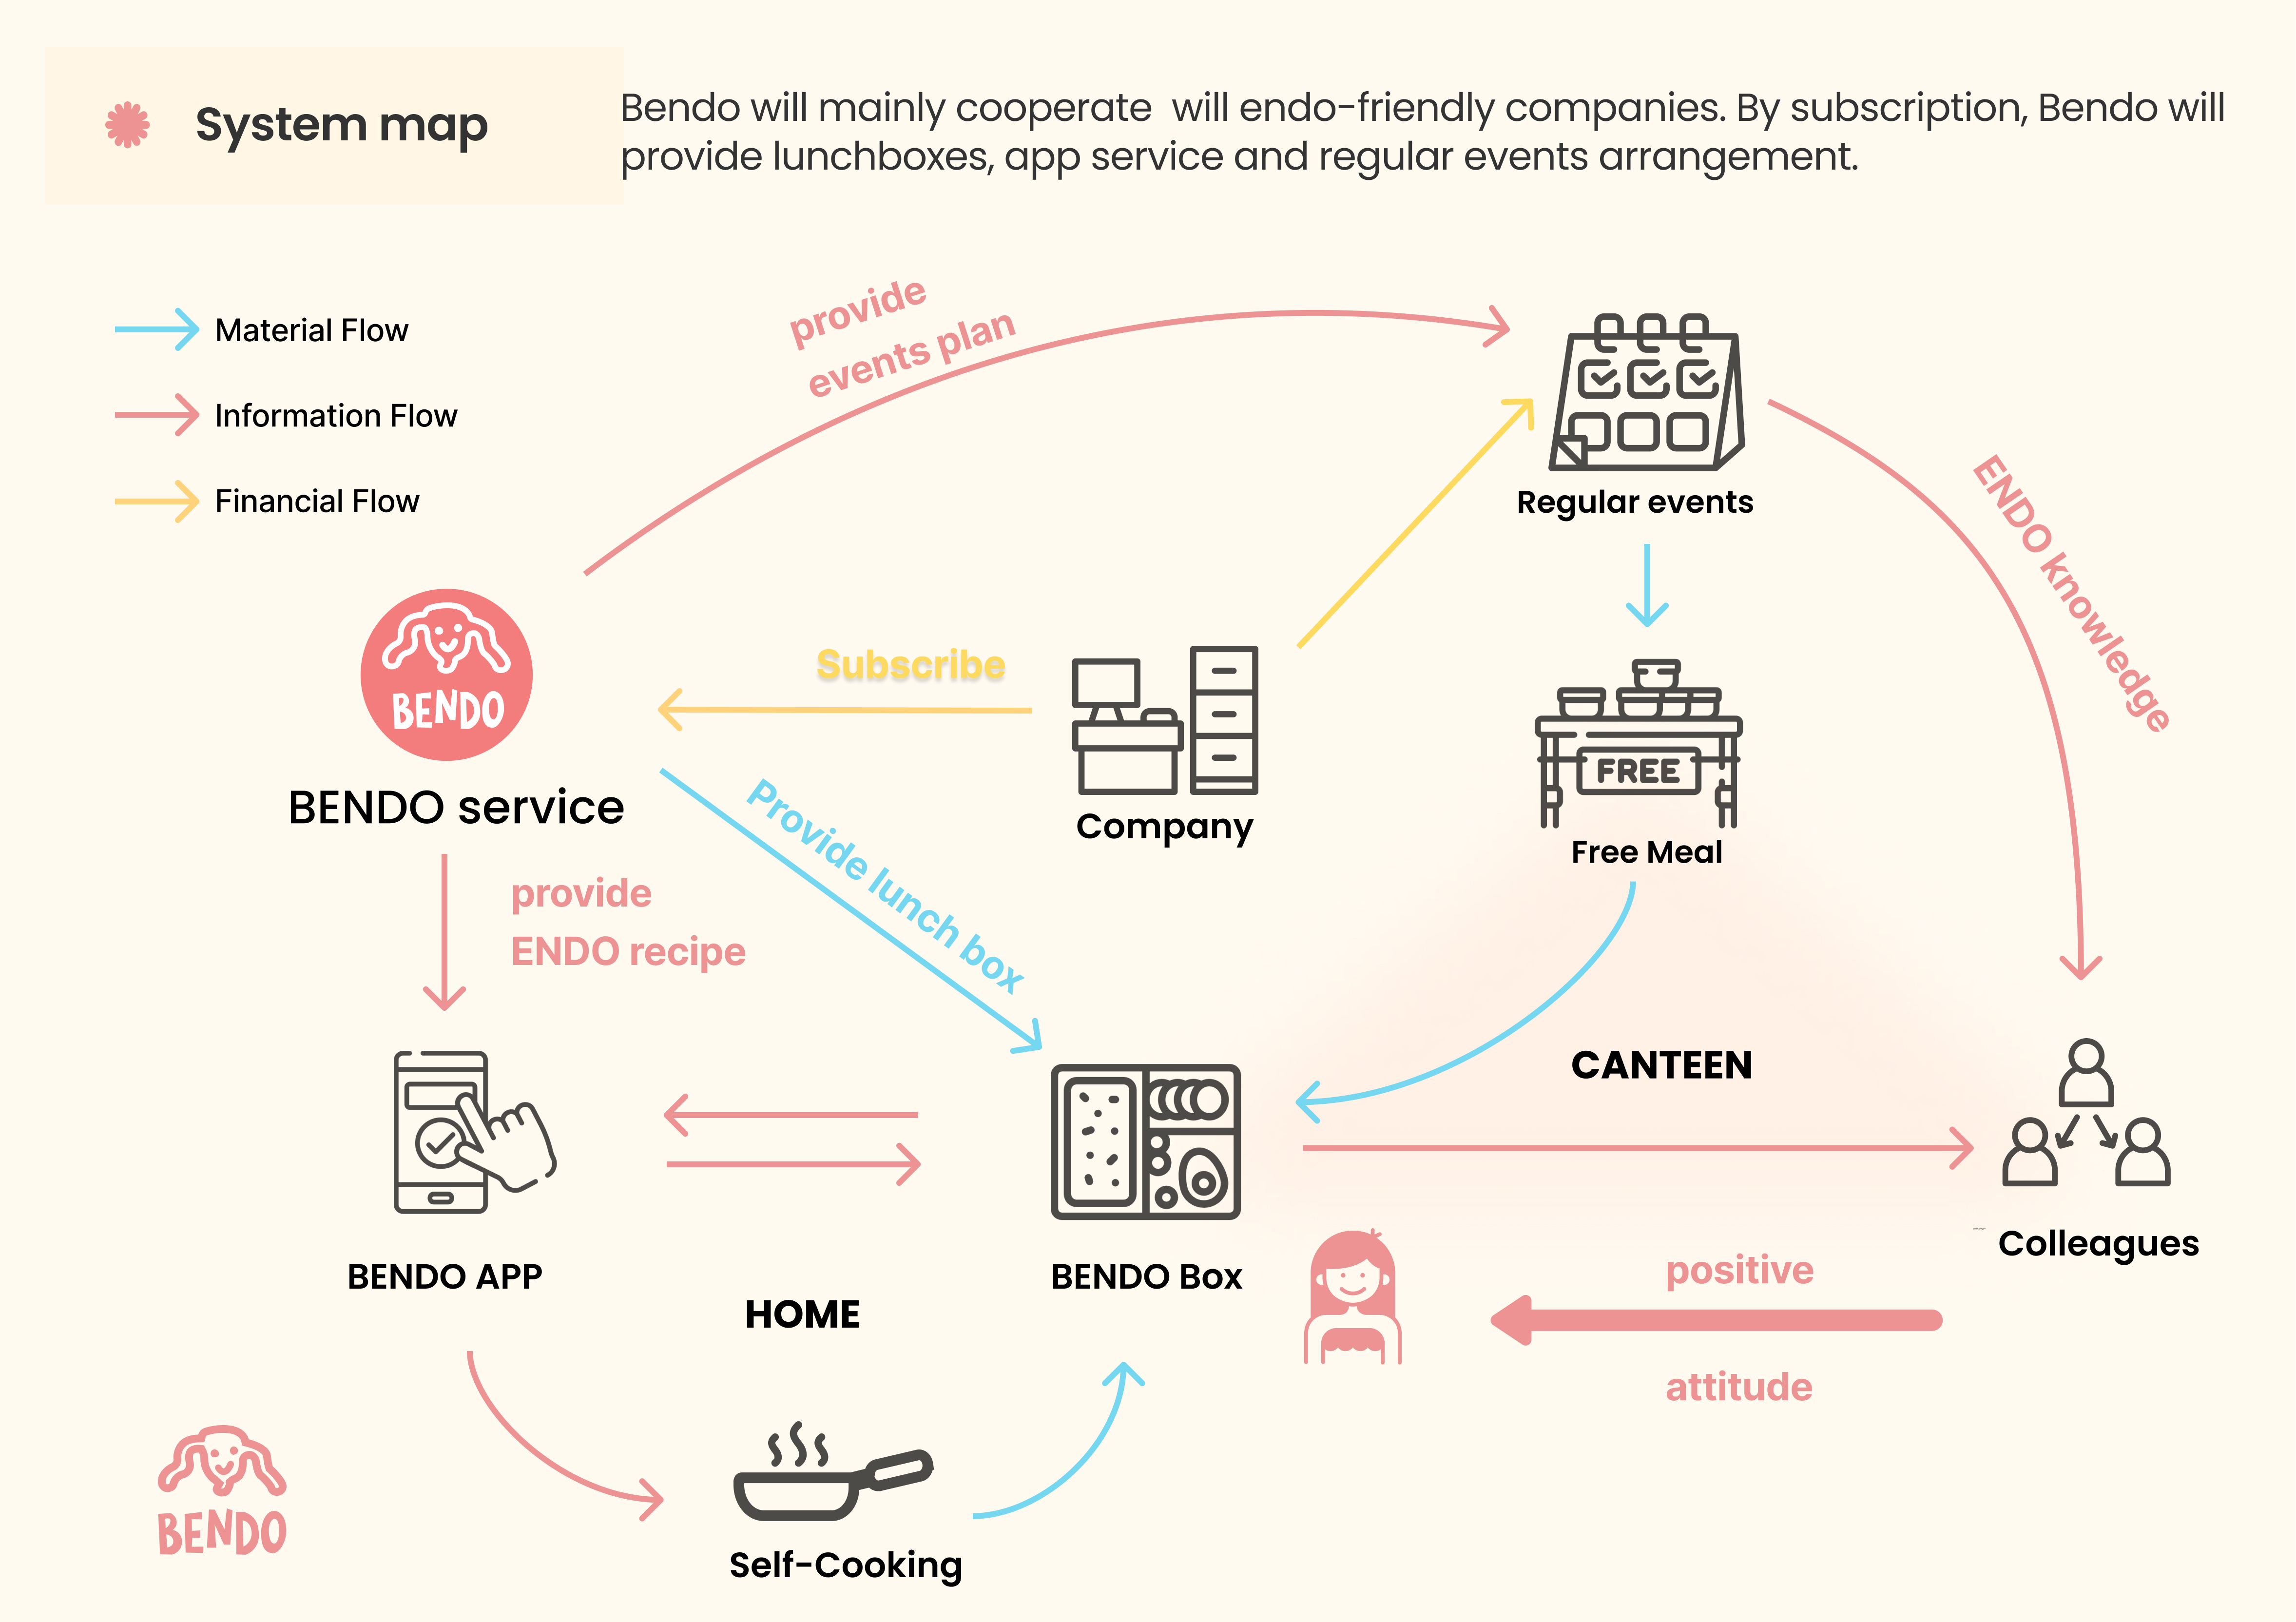 System map
Bendo will mainly cooperate  will endo-friendly companies. By subscription, Bendo will
provide lunchboxes, app service and regular events arrangement.
Material Flow
Information Flow
Financial Flow
provide
events plan
Regular events
ENDO knowledge
BENDO
BENDO service
Subscribe
Company
FREE
Free Meal
Provide lunch box
provide
ENDO recipe
CANTEEN
Colleagues
BENDO APP
BENDO Box
HOME
positive
attitude
BENDO
Self-Cooking